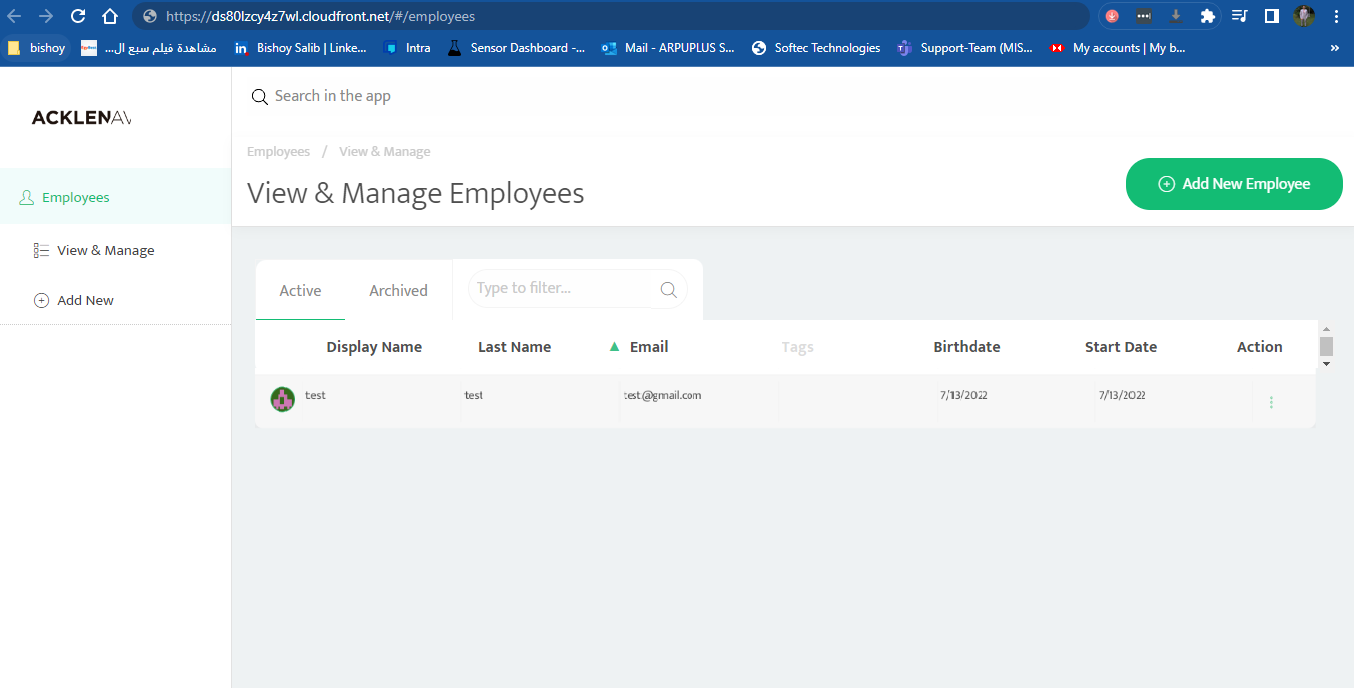 https://ds80lzcy4z7wl.cloudfront.net/#/employees
bishoy
مشاهدة فيلم سبع ال...
Bishoy Salib | Linke...
Intra
Sensor Dashboard -...
Mail - ARPUPLUS S...
Softec Technologies
Support-Team (MIS...
My accounts | My b...
»
ACKLENAV
Search in the app
Employees / View & Manage
View & Manage Employees
Add New Employee
Employees
View & Manage
Add New
Active
Archived
Type to filter...
Display Name Last Name Email Tags Birthdate Start Date Action
test test test@gmail.com 7/13/2022 7/13/2022